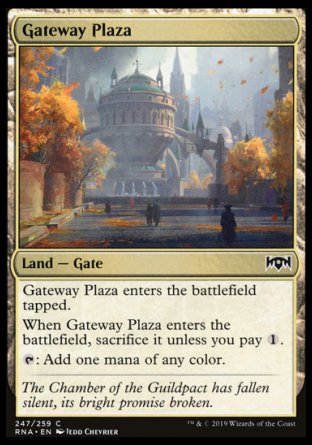 Gateway Plaza
Land — Gate
Gateway Plaza enters the battlefield
tapped.
When Gateway Plaza enters the
battlefield, sacrifice it unless you pay 1.
: Add one mana of any color.
The Chamber of the Guildpact has fallen
silent, its bright promise broken.
247/259 C
RNA • EN JEDD CHEVRIER
™ & © 2019 Wizards of the Coast